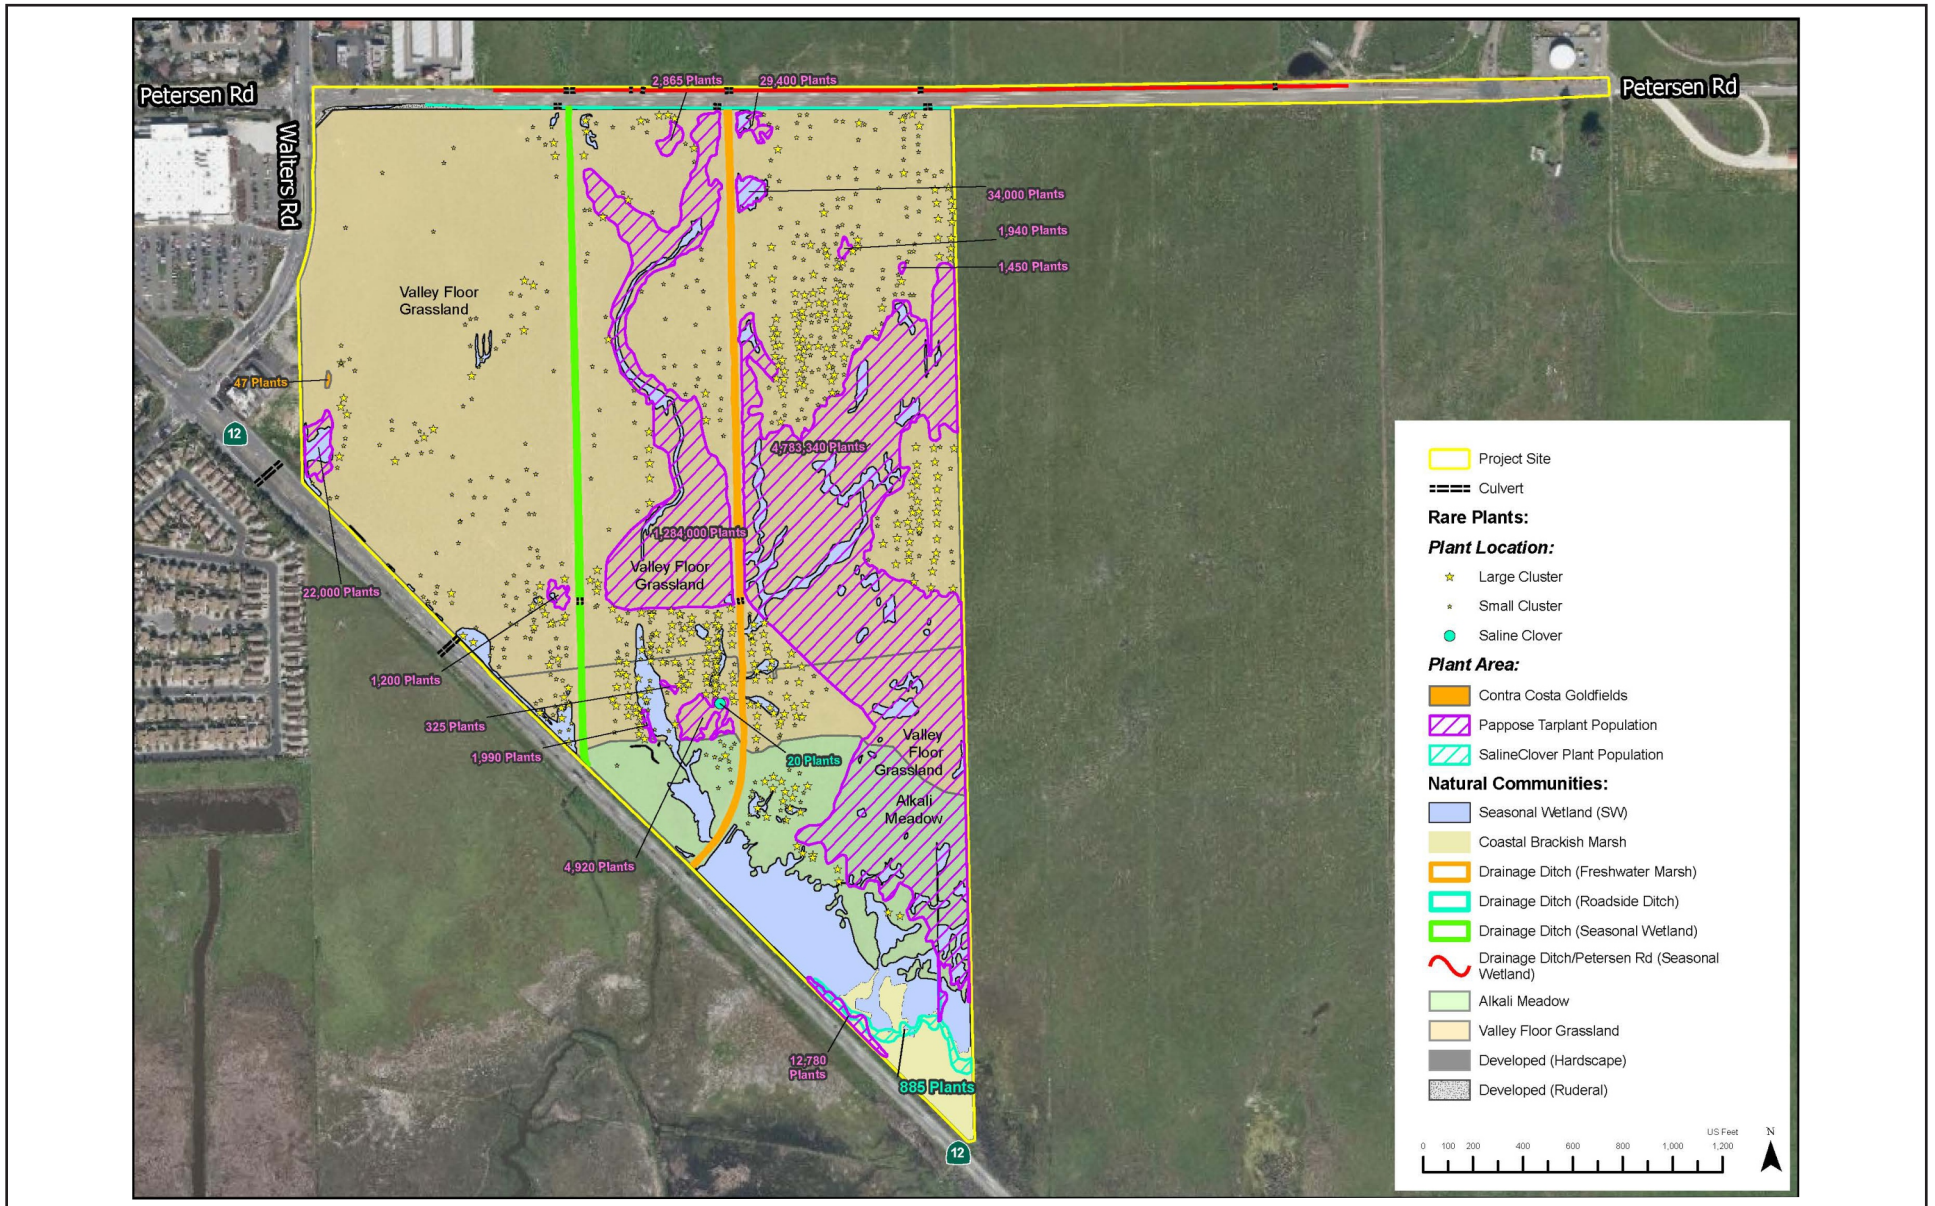 Petersen Rd
2,865 Plants
29,400 Plants
Petersen Rd
Walters Rd
34,000 Plants
1,940 Plants
1,450 Plants
Valley Floor
Grassland
47 Plants
12
4,783,340 Plants
1,284,000 Plants
Valley Floor
Grassland
22,000 Plants
1,200 Plants
325 Plants
1,990 Plants
20 Plants
Valley
Floor
Grassland
Alkali
Meadow
4,920 Plants
12,780
Plants
885 Plants
12
Project Site
Culvert
Rare Plants:
Plant Location:
Large Cluster
Small Cluster
Saline Clover
Plant Area:
Contra Costa Goldfields
Pappose Tarplant Population
SalineClover Plant Population
Natural Communities:
Seasonal Wetland (SW)
Coastal Brackish Marsh
Drainage Ditch (Freshwater Marsh)
Drainage Ditch (Roadside Ditch)
Drainage Ditch (Seasonal Wetland)
Drainage Ditch/Petersen Rd (Seasonal
Wetland)
Alkali Meadow
Valley Floor Grassland
Developed (Hardscape)
Developed (Ruderal)
US Feet
N
0 100 200 400 600 800 1,000 1,200